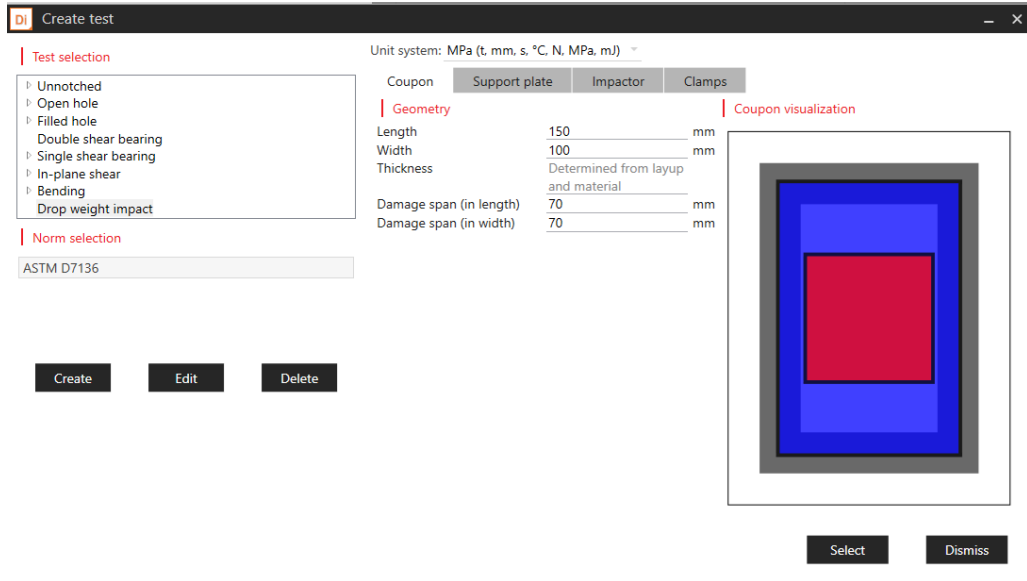 Di Create test
Test selection
Unnotched
Open hole
Filled hole
Double shear bearing
Single shear bearing
In-plane shear
Bending
Drop weight impact
Norm selection
ASTM D7136
Create Edit Delete
Unit system: MPa (t, mm, s, °C, N, MPa, mJ)
Coupon Support plate Impactor Clamps
Geometry
Length 150 mm
Width 100 mm
Thickness Determined from layup
and material
Damage span (in length) 70 mm
Damage span (in width) 70 mm
Coupon visualization
Select Dismiss